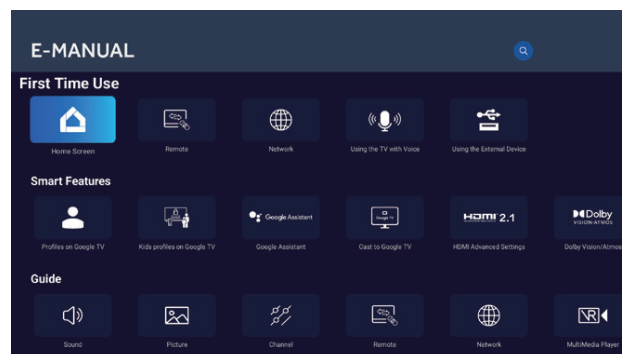 E-MANUAL
First Time Use
Home Screen
Remote
Network
Using the TV with Voice
Using the External Device
Smart Features
Google Assistant
Google TV
HDMI 2.1
Dolby
VISION·ATMOS
Profiles on Google TV
Kids profiles on Google TV
Google Assistant
Cast to Google TV
HDMI Advanced Settings
Dolby Vision/Atmos
Guide
Sound
Picture
Channel
Remote
Network
MultiMedia Player